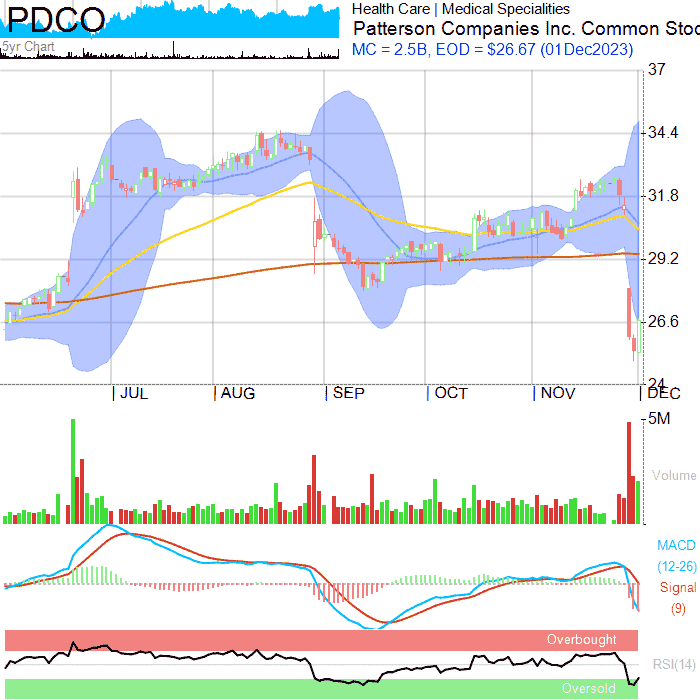 PDCO
5yr Chart
Health Care | Medical Specialities
Patterson Companies Inc. Common Stoc
MC = 2.5B, EOD = $26.67 (01Dec2023)
37
34.4
31.8
29.2
26.6
24
JUL AUG SEP OCT NOV DEC
5M
Volume
MACD
(12-26)
Signal
(9)
Overbought
RSI(14)
Oversold